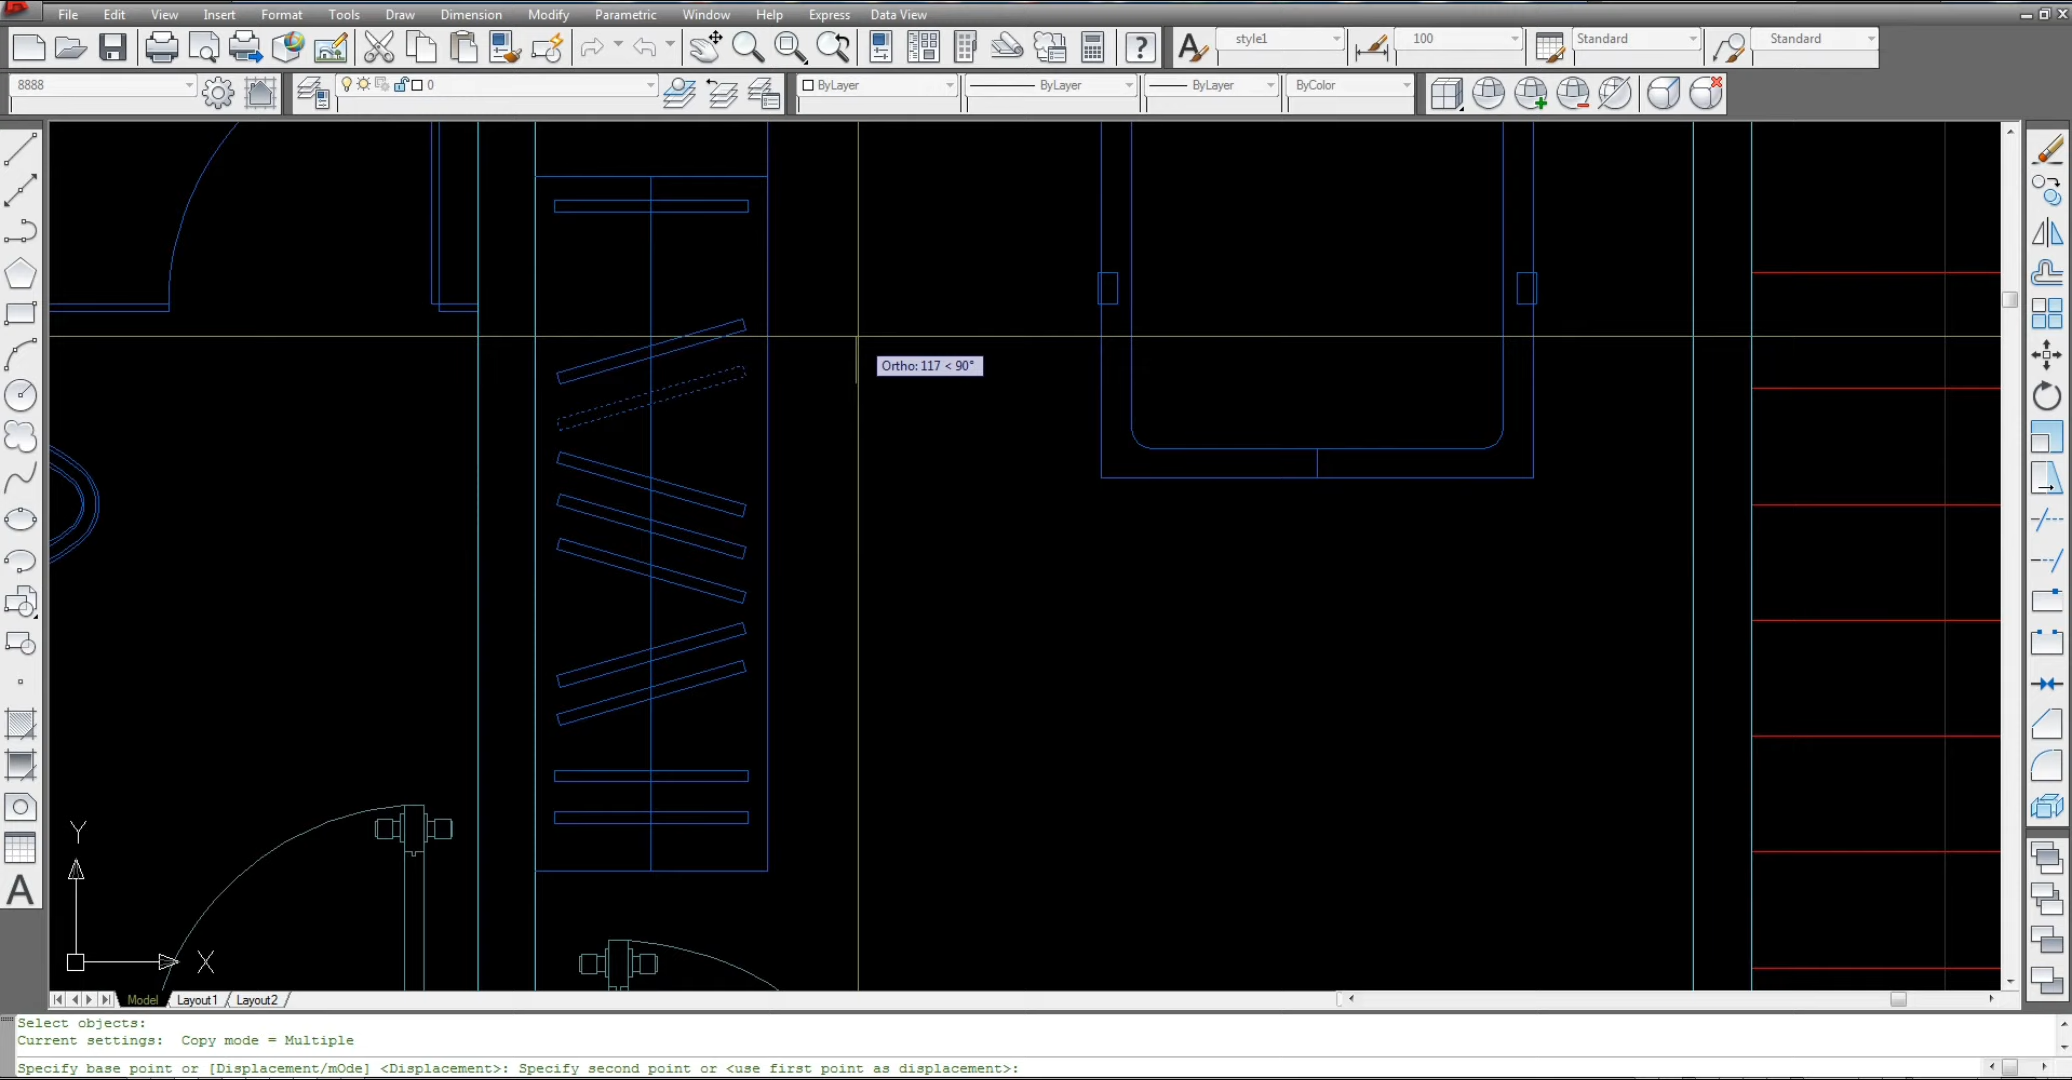 File Edit View Insert Format Tools Draw Dimension Modify Parametric Window Help Express Data View
A style1 100 Standard Standard
8888 0 ByLayer ByLayer ByLayer ByColor
Ortho: 117 < 90°
A
Y
X
Model Layout1 Layout2
Select objects:
Current settings:  Copy mode = Multiple
Specify base point or [Displacement/mOde] <Displacement>: Specify second point or <use first point as displacement>: